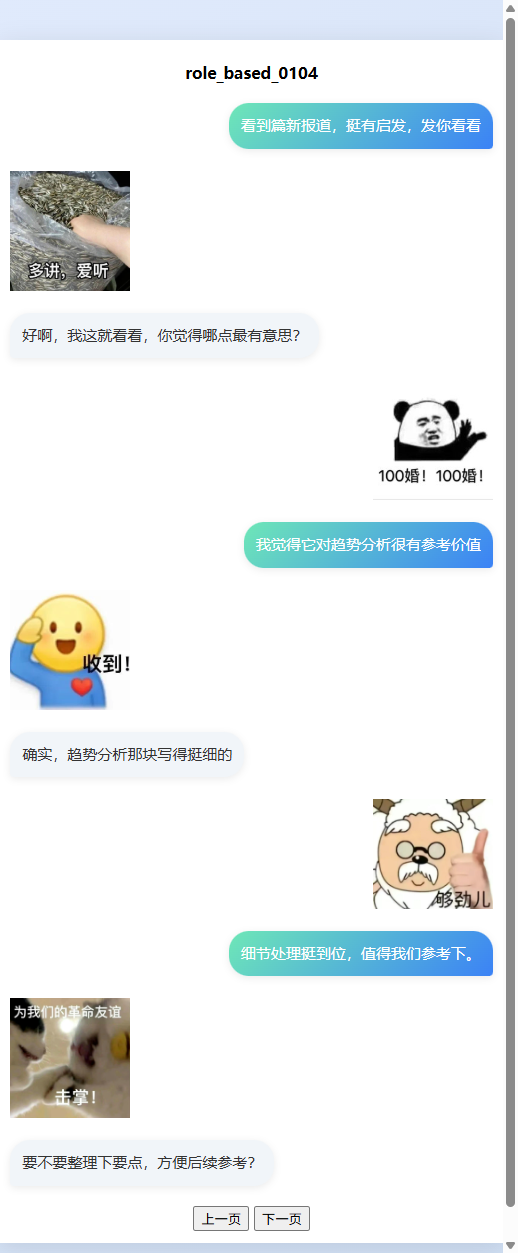 role_based_0104
看到篇新报道，挺有启发，发你看看
多讲，爱听
好啊，我这就看看，你觉得哪点最有意思？
100婚！100婚！
我觉得它对趋势分析很有参考价值
收到！
确实，趋势分析那块写得挺细的
够劲儿
细节处理挺到位，值得我们参考下。
为我们的革命友谊
击掌！
要不要整理下要点，方便后续参考？
上一页 下一页